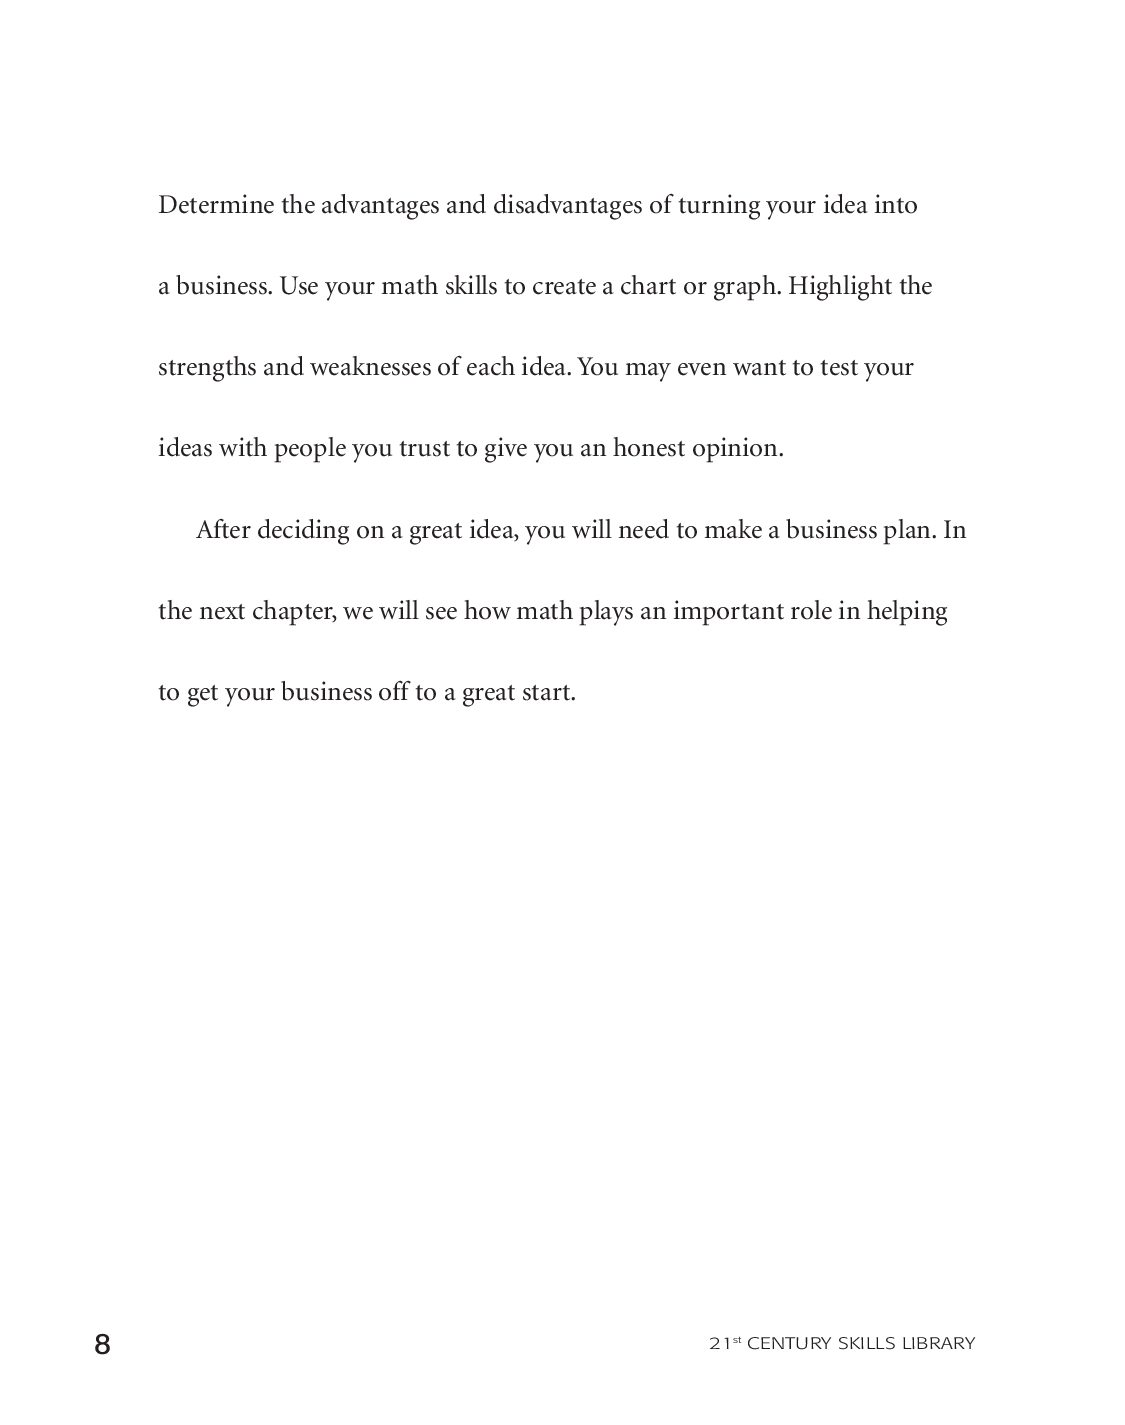 Determine the advantages and disadvantages of turning your idea into
a business. Use your math skills to create a chart or graph. Highlight the
strengths and weaknesses of each idea. You may even want to test your
ideas with people you trust to give you an honest opinion.
After deciding on a great idea, you will need to make a business plan. In
the next chapter, we will see how math plays an important role in helping
to get your business off to a great start.
8
21st CENTURY SKILLS LIBRARY